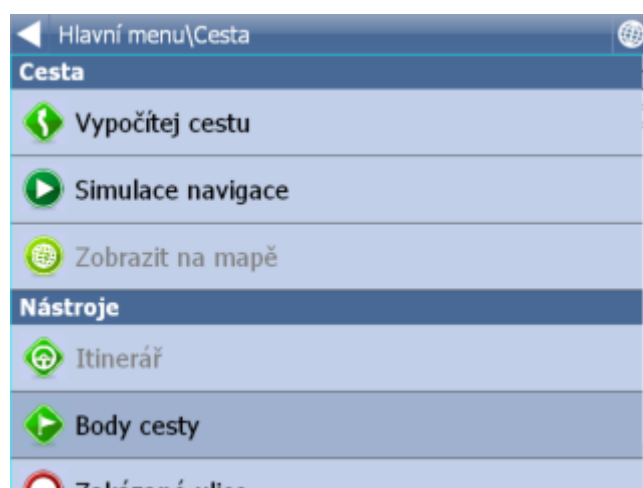 Hlavní menu\Cesta
Cesta
Vypočítej cestu
Simulace navigace
Zobrazit na mapě
Nástroje
Itinerář
Body cesty